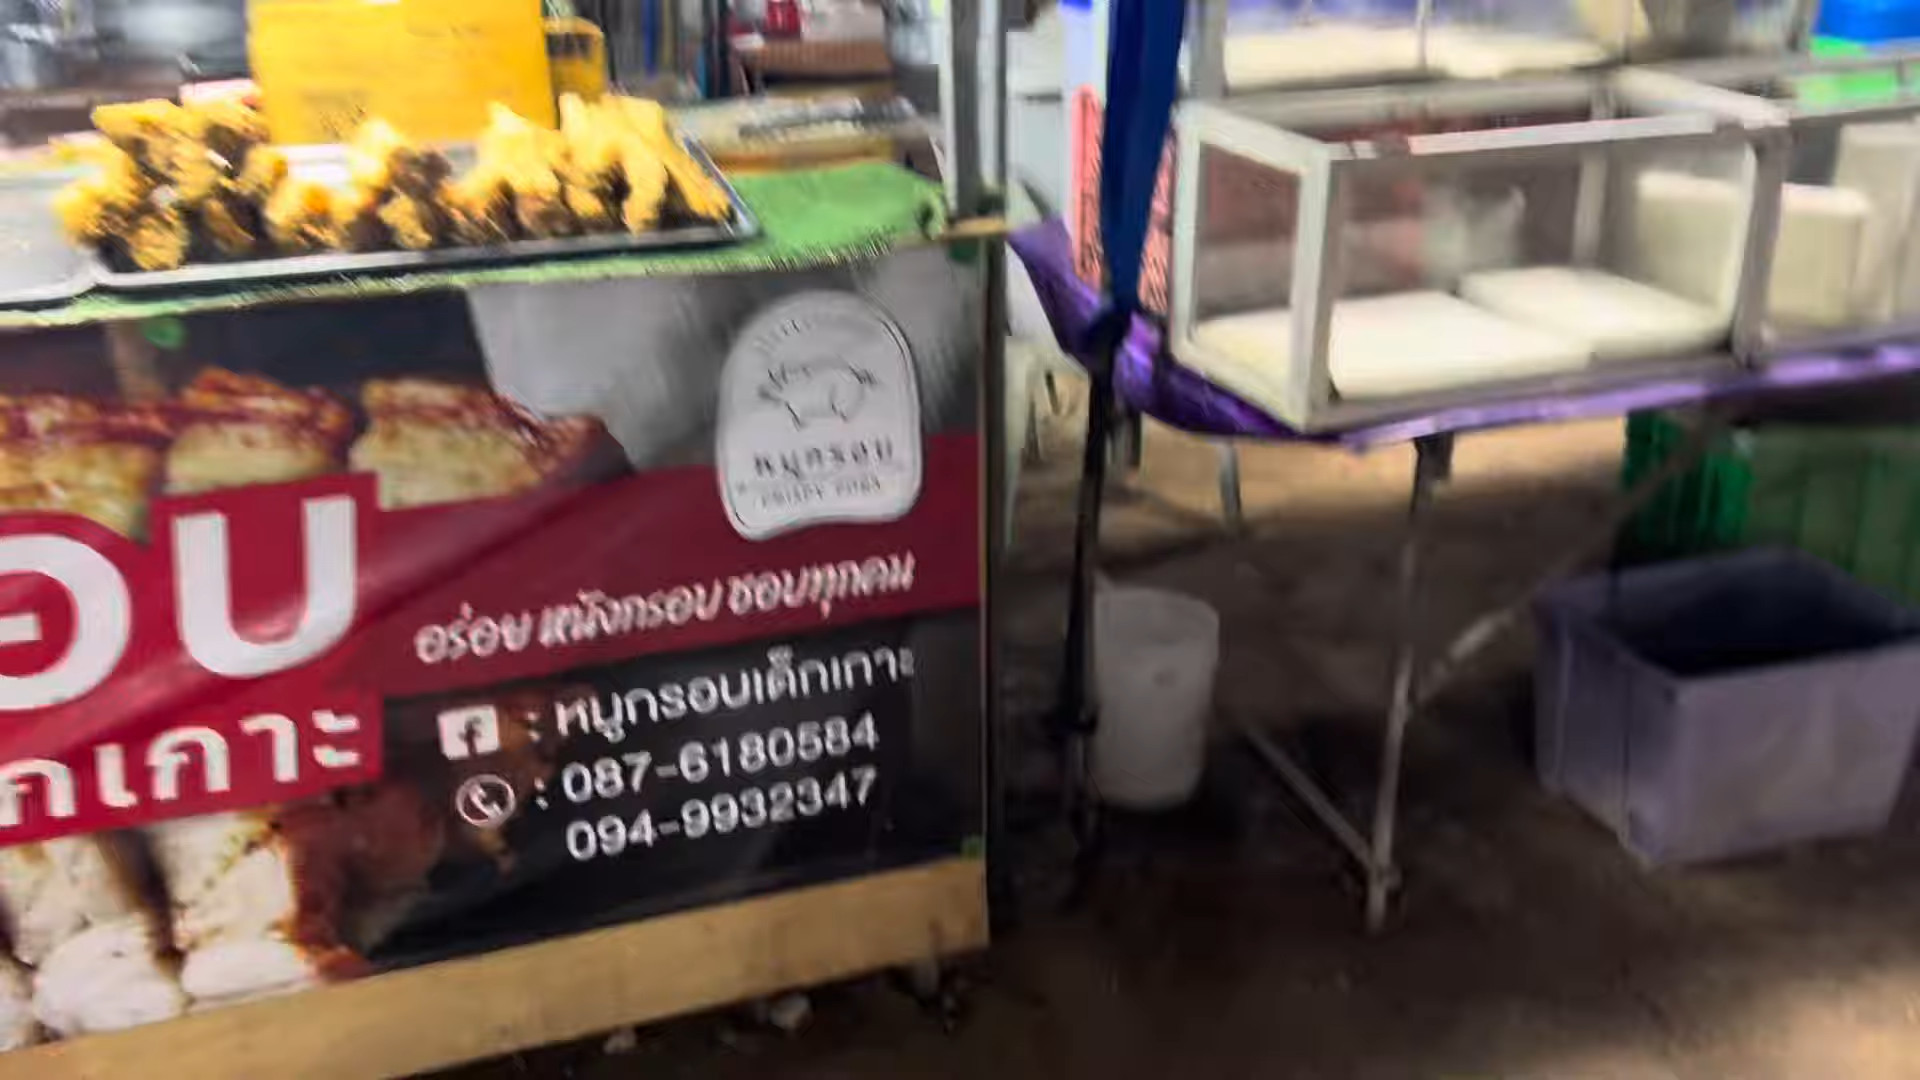 หมูกรอบ
CRISPY PORK
อบ
กเกาะ
อร่อย หนังกรอบ ชอบทุกคน
: หมูกรอบเด็กเกาะ
: 087-6180584
094-9932347